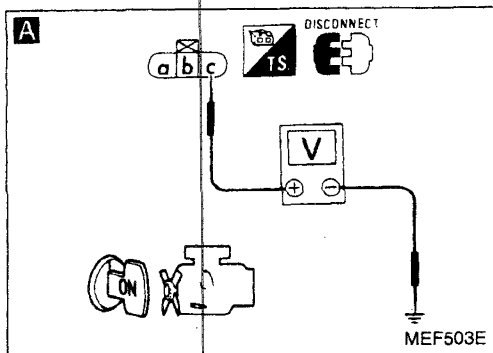 A
DISCONNECT
a b c
T.S.
V
+ −
ON
MEF503E